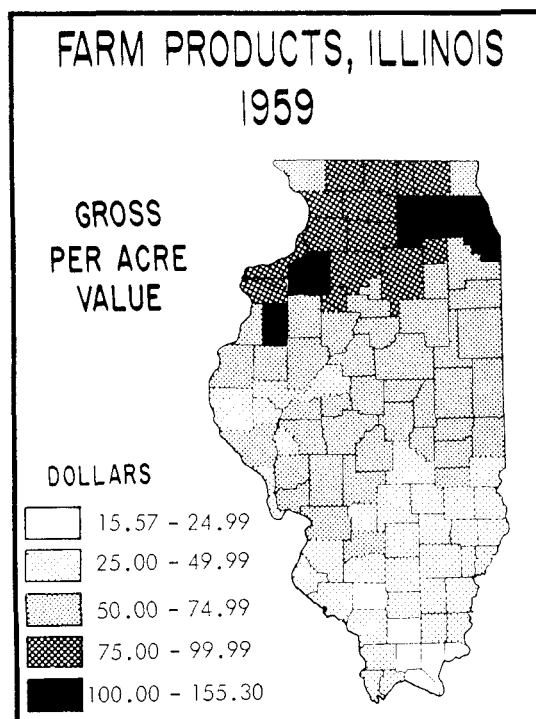 FARM PRODUCTS, ILLINOIS
1959
GROSS
PER ACRE
VALUE
DOLLARS
15.57 - 24.99
25.00 - 49.99
50.00 - 74.99
75.00 - 99.99
100.00 - 155.30